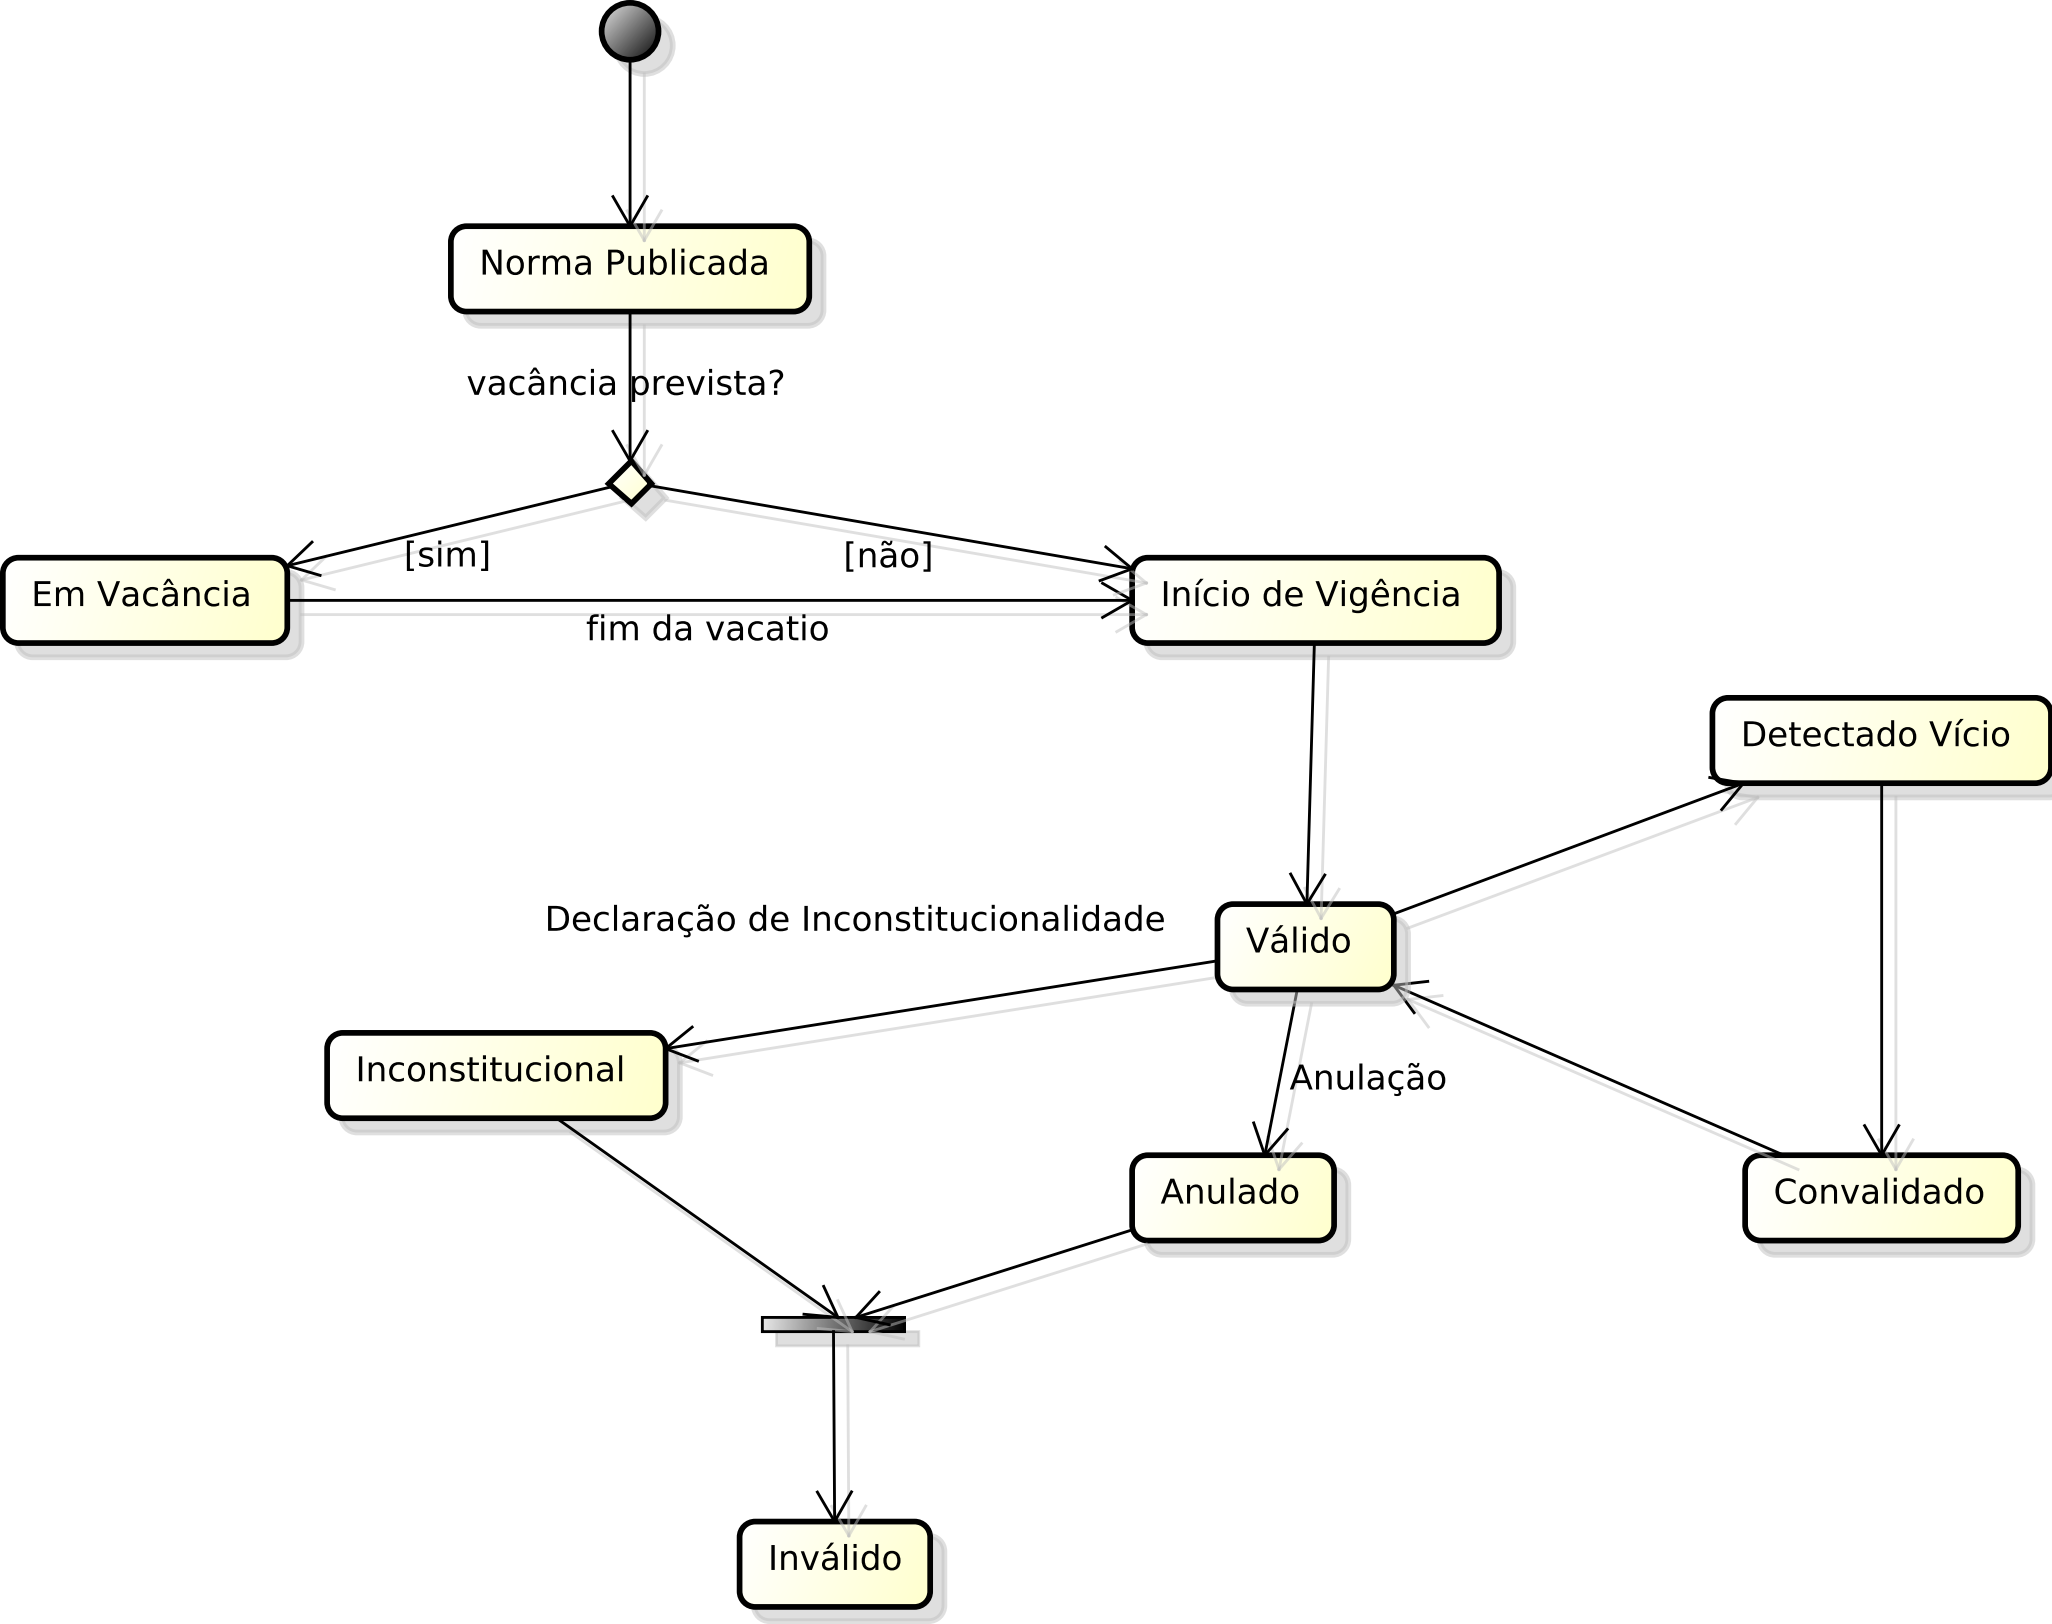 Norma Publicada
vacância prevista?
[sim]
[não]
Em Vacância
Início de Vigência
fim da vacatio
Detectado Vício
Declaração de Inconstitucionalidade
Válido
Inconstitucional
Anulação
Anulado
Convalidado
Inválido